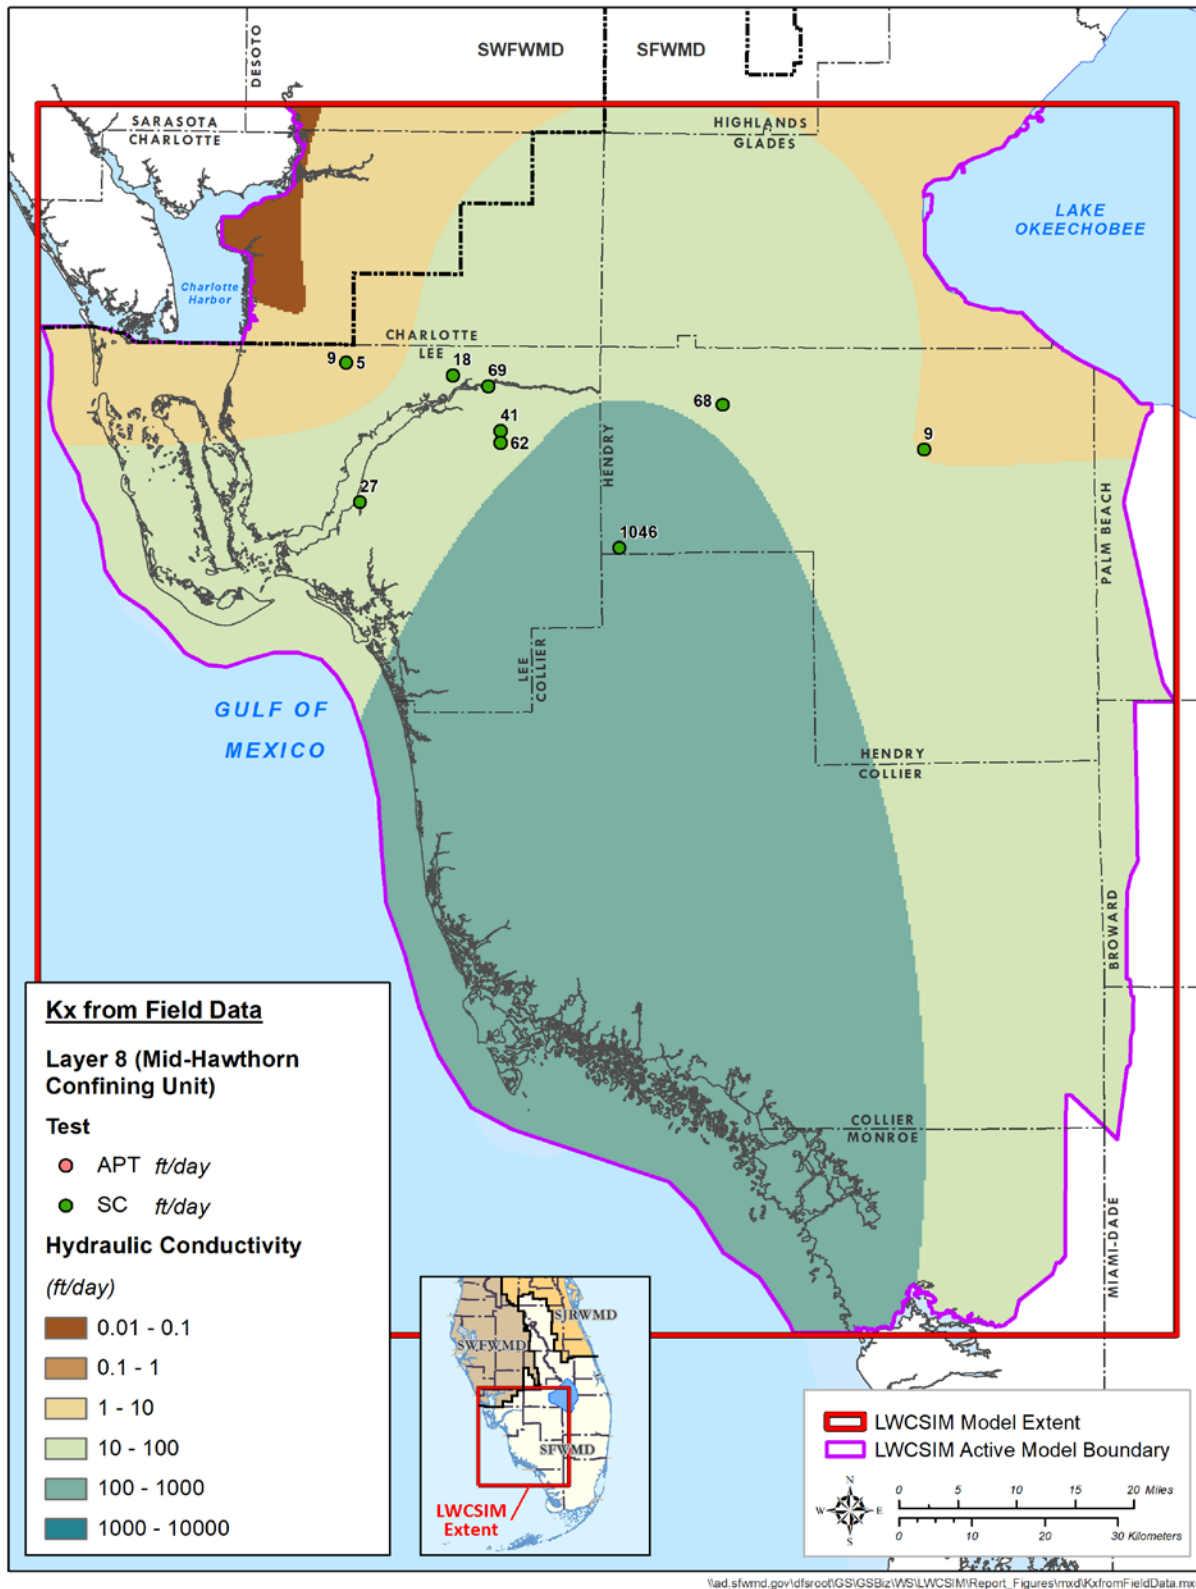 SWFWMD
SFWMD
DESOTO
SARASOTA
CHARLOTTE
HIGHLANDS
GLADES
LAKE
OKEECHOBEE
Charlotte
Harbor
CHARLOTTE
LEE
9
5
18
69
68
41
62
9
27
1046
HENDRY
PALM BEACH
LEE
COLLIER
GULF OF
MEXICO
HENDRY
COLLIER
BROWARD
COLLIER
MONROE
MIAMI-DADE
Kx from Field Data
Layer 8 (Mid-Hawthorn
Confining Unit)
Test
APT ft/day
SC ft/day
Hydraulic Conductivity
(ft/day)
0.01 - 0.1
0.1 - 1
1 - 10
10 - 100
100 - 1000
1000 - 10000
SJRWMD
SWFWMD
SFWMD
LWCSIM
Extent
LWCSIM Model Extent
LWCSIM Active Model Boundary
N
W E
S
0 5 10 15 20 Miles
0 10 20 30 Kilometers
\\ad.sfwmd.gov\dfsroot\GS\GSBiz\WS\LWCSIM\Report_Figures\mxd\KxfromFieldData.mx